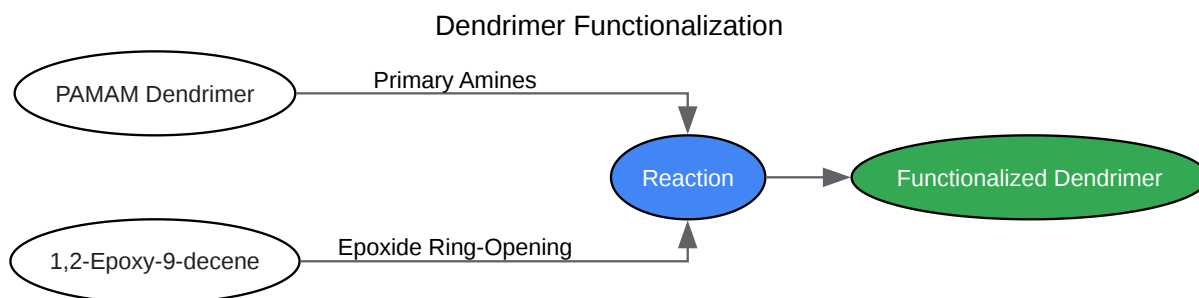 Dendrimer Functionalization
PAMAM Dendrimer
Primary Amines
Reaction
Functionalized Dendrimer
1,2-Epoxy-9-decene
Epoxide Ring-Opening